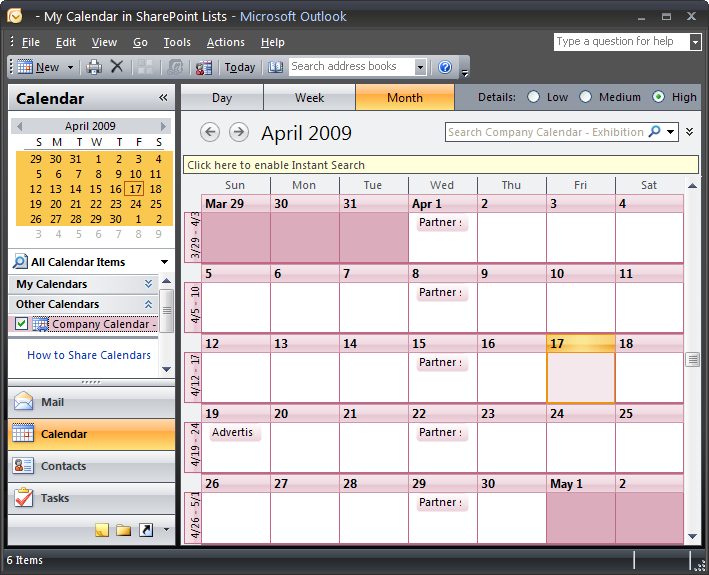 - My Calendar in SharePoint Lists - Microsoft Outlook
File Edit View Go Tools Actions Help
Type a question for help
New Today Search address books
Calendar «
April 2009
S M T W T F S
29 30 31 1 2 3 4
5 6 7 8 9 10 11
12 13 14 15 16 17 18
19 20 21 22 23 24 25
26 27 28 29 30 1 2
3 4 5 6 7 8 9
All Calendar Items
My Calendars
Other Calendars
Company Calendar -
How to Share Calendars
Mail
Calendar
Contacts
Tasks
Day Week Month Details: Low Medium High
April 2009 Search Company Calendar - Exhibition
Click here to enable Instant Search
Sun Mon Tue Wed Thu Fri Sat
3/29 - 4/3
Mar 29 30 31 Apr 1 2 3 4
Partner
4/5 - 10
5 6 7 8 9 10 11
Partner
4/12 - 17
12 13 14 15 16 17 18
Partner
4/19 - 24
19 20 21 22 23 24 25
Advertis Partner
4/26 - 5/1
26 27 28 29 30 May 1 2
Partner
6 Items